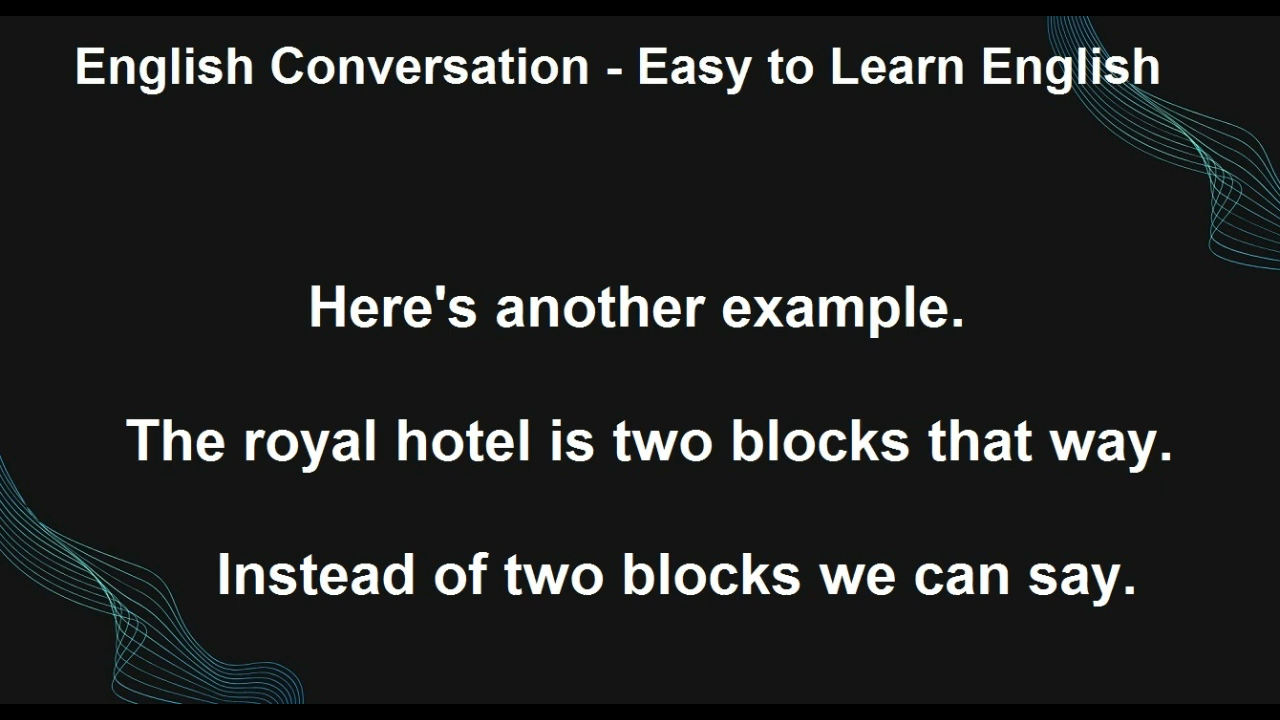 English Conversation - Easy to Learn English
Here's another example.
The royal hotel is two blocks that way.
Instead of two blocks we can say.